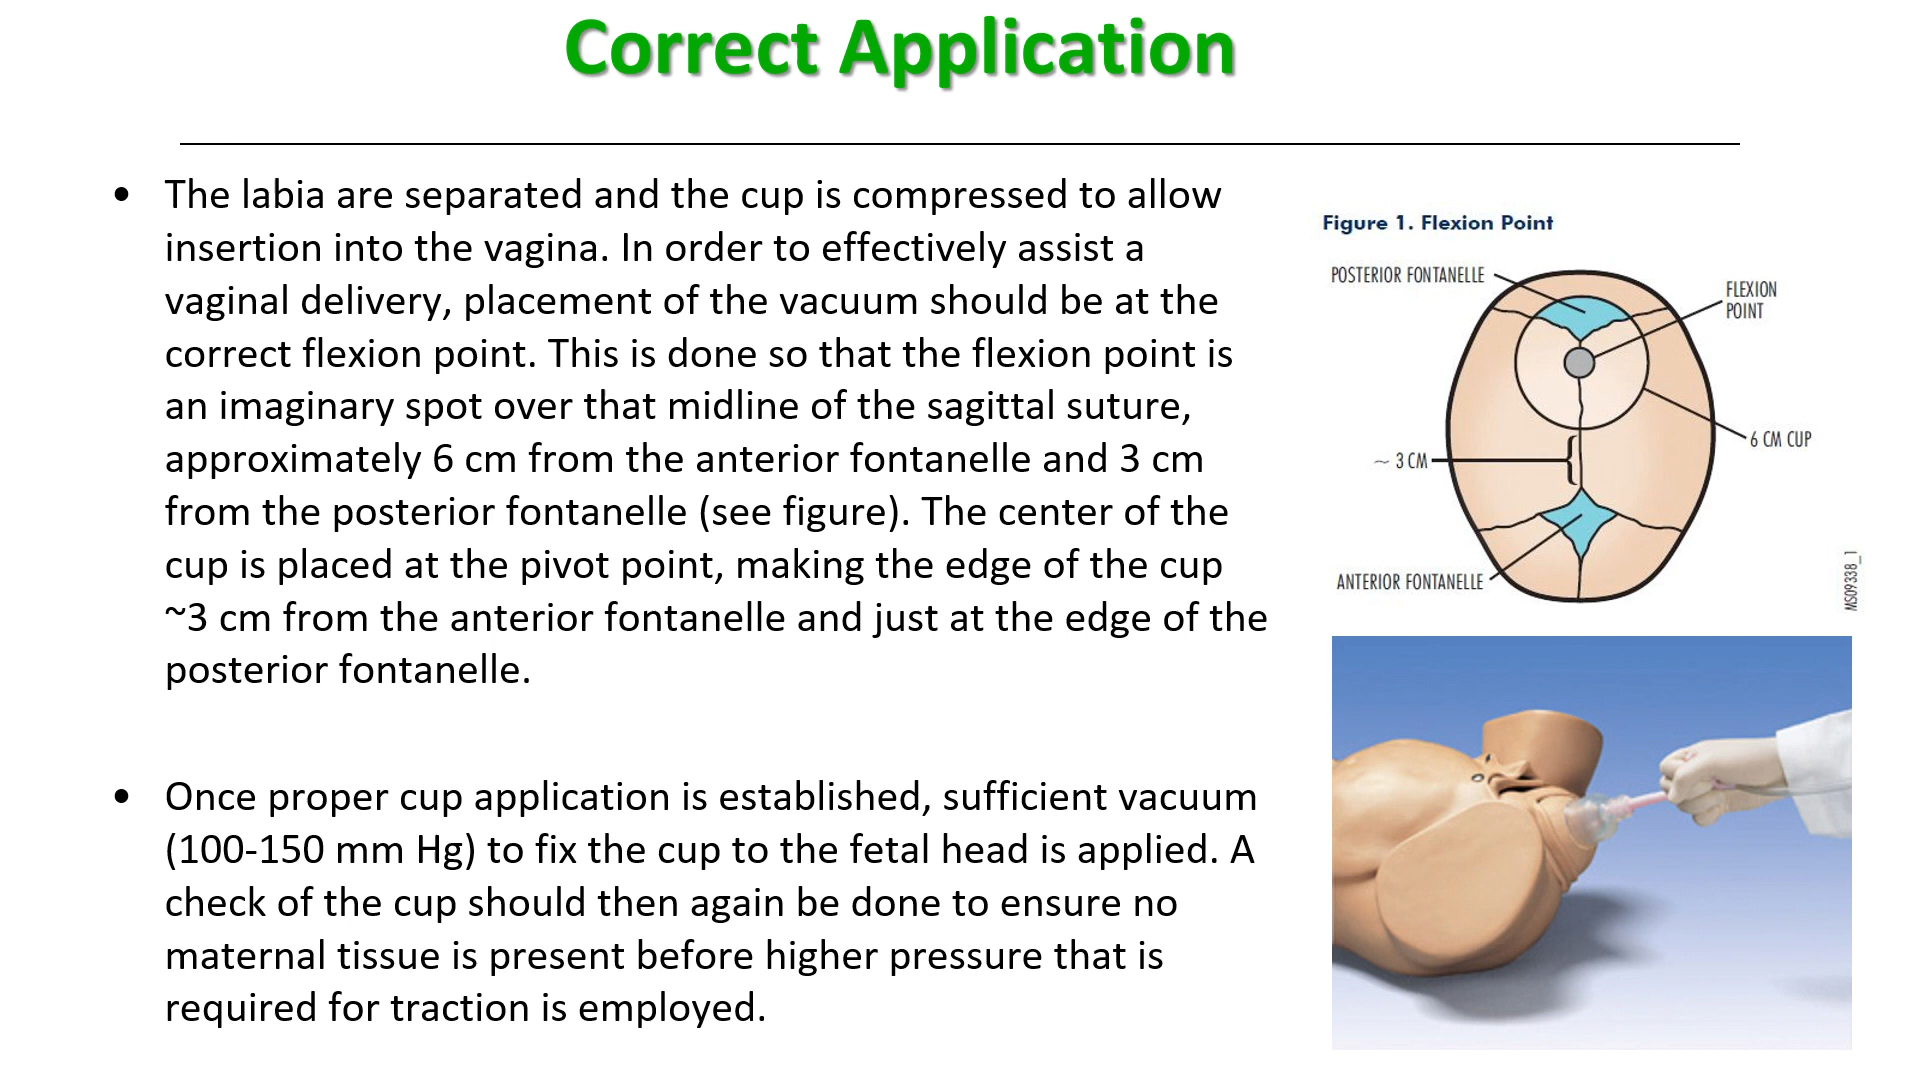 Correct Application
• The labia are separated and the cup is compressed to allow
insertion into the vagina. In order to effectively assist a
vaginal delivery, placement of the vacuum should be at the
correct flexion point. This is done so that the flexion point is
an imaginary spot over that midline of the sagittal suture,
approximately 6 cm from the anterior fontanelle and 3 cm
from the posterior fontanelle (see figure). The center of the
cup is placed at the pivot point, making the edge of the cup
~3 cm from the anterior fontanelle and just at the edge of the
posterior fontanelle.
• Once proper cup application is established, sufficient vacuum
(100-150 mm Hg) to fix the cup to the fetal head is applied. A
check of the cup should then again be done to ensure no
maternal tissue is present before higher pressure that is
required for traction is employed.
Figure 1. Flexion Point
POSTERIOR FONTANELLE
FLEXION
POINT
6 CM CUP
~ 3 CM
ANTERIOR FONTANELLE
MS09338_1